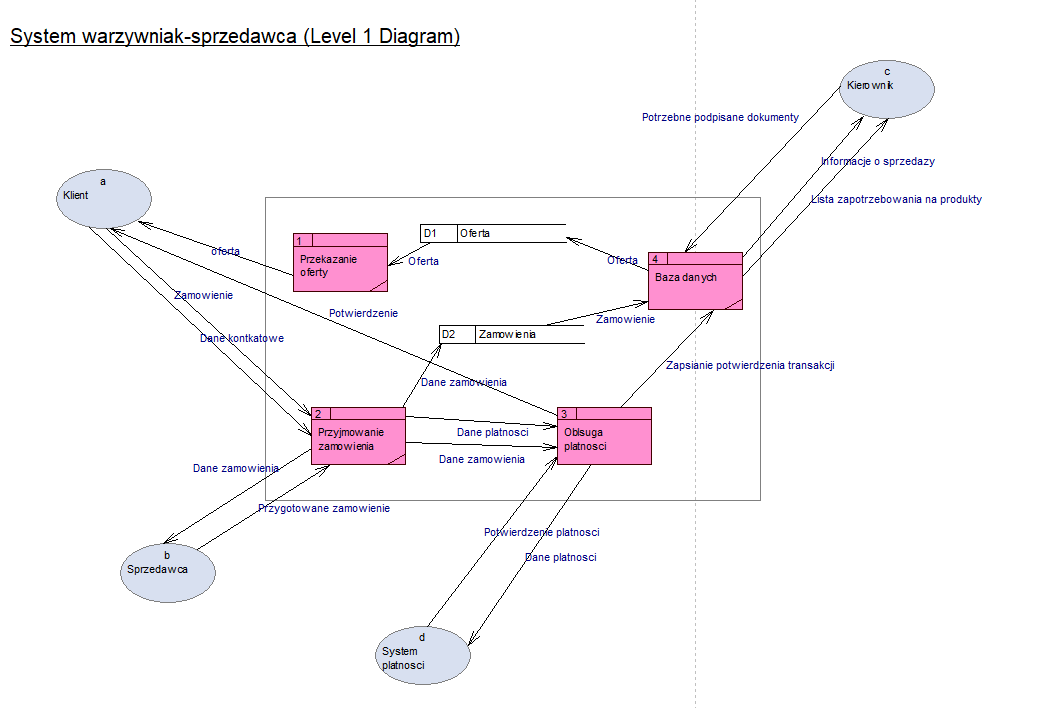 System warzywniak-sprzedawca (Level 1 Diagram)
c
Kierownik
Potrzebne podpisane dokumenty
Informacje o sprzedazy
Lista zapotrzebowania na produkty
a
Klient
oferta
1
Przekazanie
oferty
D1 Oferta
Oferta
Oferta
4
Baza danych
Zamowienie
Potwierdzenie
Dane kontkatowe
D2 Zamowienia
Zamowienie
Zapsianie potwierdzenia transakcji
Dane zamowienia
2
Przyjmowanie
zamowienia
Dane platnosci
Dane zamowienia
3
Oblsuga
platnosci
Dane zamowienia
Przygotowane zamowienie
b
Sprzedawca
Potwierdzenie platnosci
Dane platnosci
d
System
platnosci